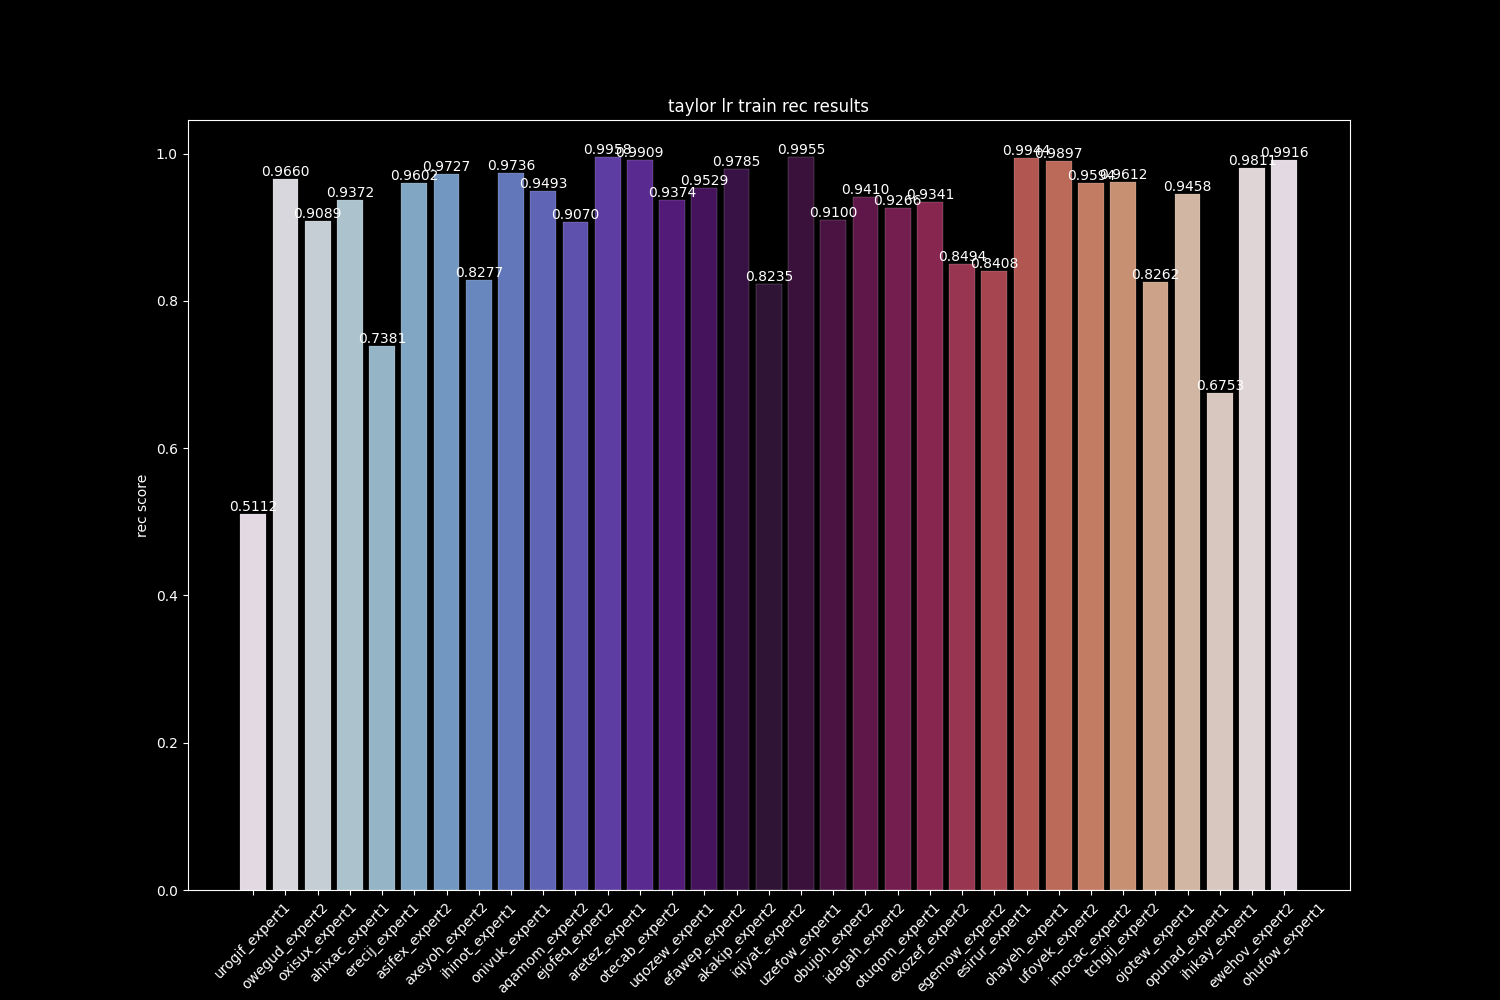 taylor lr train rec results
rec score
1.0
0.8
0.6
0.4
0.2
0.0
0.5112
0.9660
0.9089
0.9372
0.7381
0.9602
0.9727
0.8277
0.9736
0.9493
0.9070
0.9958
0.9909
0.9374
0.9529
0.9785
0.8235
0.9955
0.9100
0.9410
0.9266
0.9341
0.8494
0.8408
0.9944
0.9897
0.9594
0.9612
0.8262
0.9458
0.6753
0.9811
0.9916
urogif_expert1
owegud_expert2
oxisux_expert1
ahixac_expert1
erecij_expert1
asifex_expert2
axeyoh_expert2
ihinot_expert1
onivuk_expert1
aqamom_expert2
ejofeq_expert2
aretez_expert1
otecab_expert2
uqozew_expert1
efawep_expert2
akakip_expert2
iqjyat_expert2
uzefow_expert1
obujoh_expert2
idagah_expert2
otuqom_expert1
exozef_expert2
egemow_expert2
esirur_expert1
ohayeh_expert1
ufoyek_expert2
imocac_expert2
tchgjj_expert2
ojotew_expert1
opunad_expert1
ihikay_expert1
ewehov_expert2
ohufow_expert1